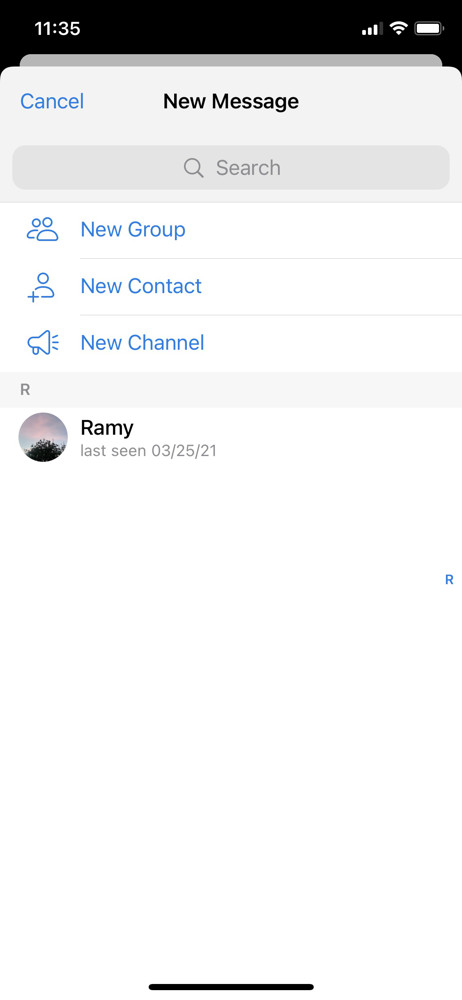 11:35
Cancel
New Message
Search
New Group
New Contact
New Channel
R
Ramy
last seen 03/25/21
R